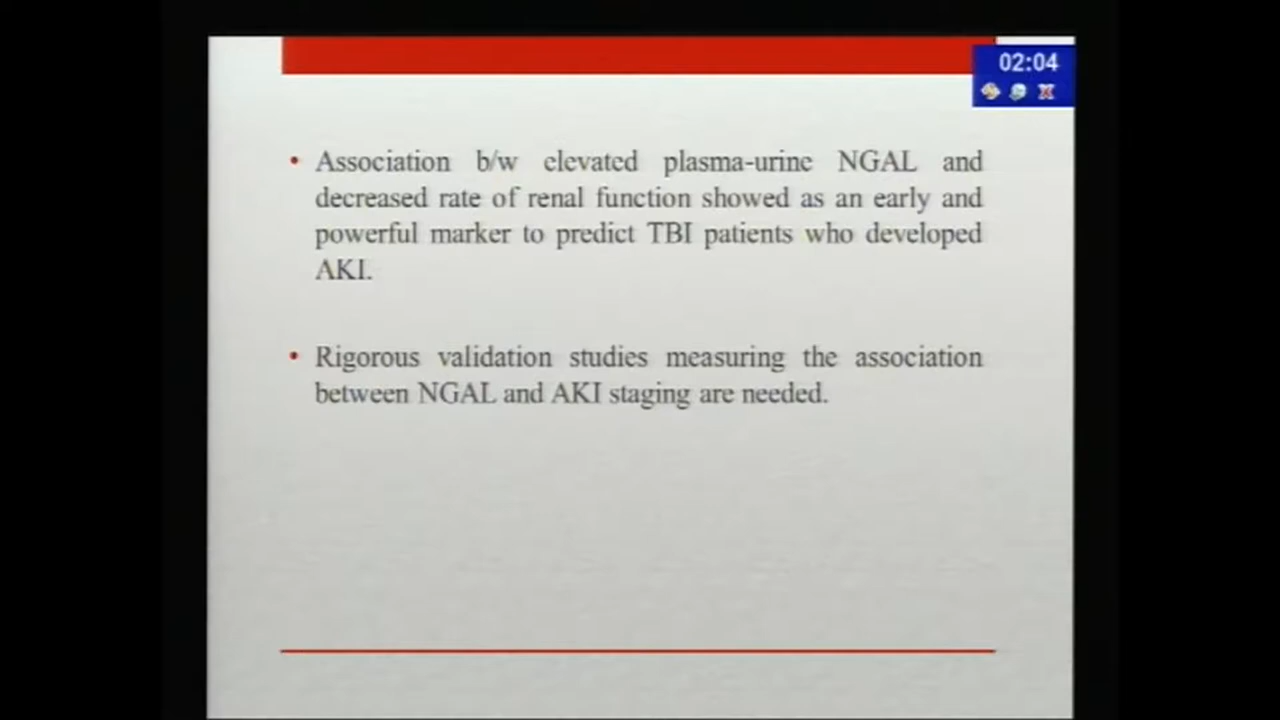 02:04
• Association b/w elevated plasma-urine NGAL and
decreased rate of renal function showed as an early and
powerful marker to predict TBI patients who developed
AKI.
• Rigorous validation studies measuring the association
between NGAL and AKI staging are needed.